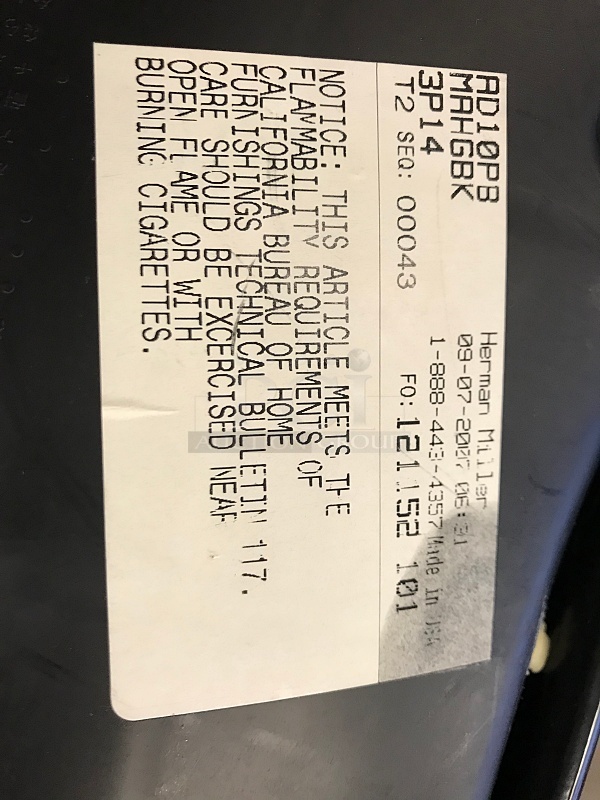 AD10PB
MAHGBK
3P14
T2 SEQ: 00043
Herman Miller
09-07-2007 06:31
1-888-443-4357 Made in USA
FO: 121152 101
NOTICE: THIS ARTICLE MEETS THE
FLAMMABILITY REQUIREMENTS OF
CALIFORNIA BUREAU OF HOME
FURNISHINGS TECHNICAL BULLETIN 117.
CARE SHOULD BE EXCERCISED NEAR
OPEN FLAME OR WITH
BURNING CIGARETTES.